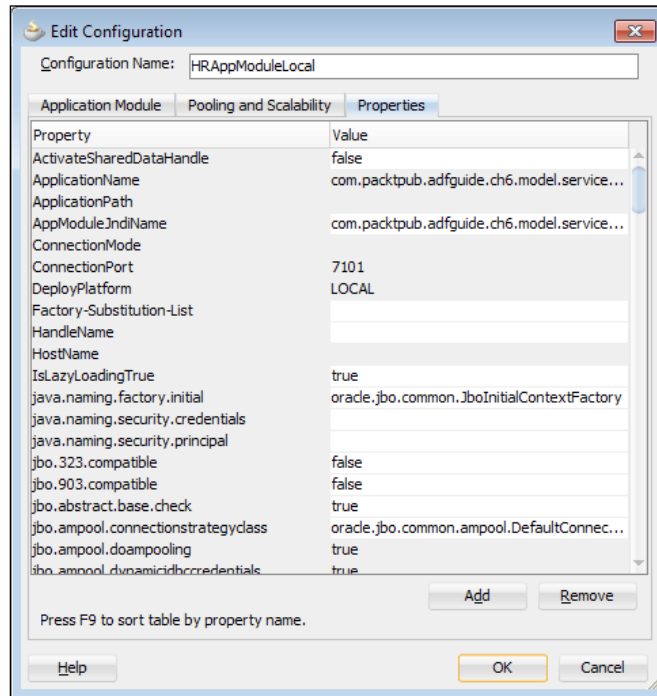 Edit Configuration
Configuration Name: HRAppModuleLocal
Application Module Pooling and Scalability Properties
Property Value
ActivateSharedDataHandle false
ApplicationName com.packtpub.adfguide.ch6.model.service...
ApplicationPath
AppModuleJndiName com.packtpub.adfguide.ch6.model.service...
ConnectionMode
ConnectionPort 7101
DeployPlatform LOCAL
Factory-Substitution-List
HandleName
HostName
IsLazyLoadingTrue true
java.naming.factory.initial oracle.jbo.common.JboInitialContextFactory
java.naming.security.credentials
java.naming.security.principal
jbo.323.compatible false
jbo.903.compatible false
jbo.abstract.base.check true
jbo.ampool.connectionstrategyclass oracle.jbo.common.ampool.DefaultConnec...
jbo.ampool.doampooling true
jbo.ampool.dynamicjdbccredentials true
Add Remove
Press F9 to sort table by property name.
Help OK Cancel